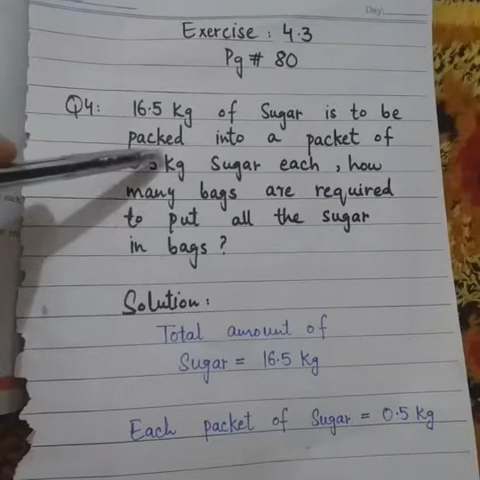 Day:
Exercise : 4.3
Pg # 80
Q4: 16.5 Kg of Sugar is to be
packed into a packet of
Kg Sugar each, how
many bags are required
to put all the sugar
in bags ?
Solution :
Total amount of
Sugar = 16.5 Kg
Each packet of Sugar = 0.5 Kg